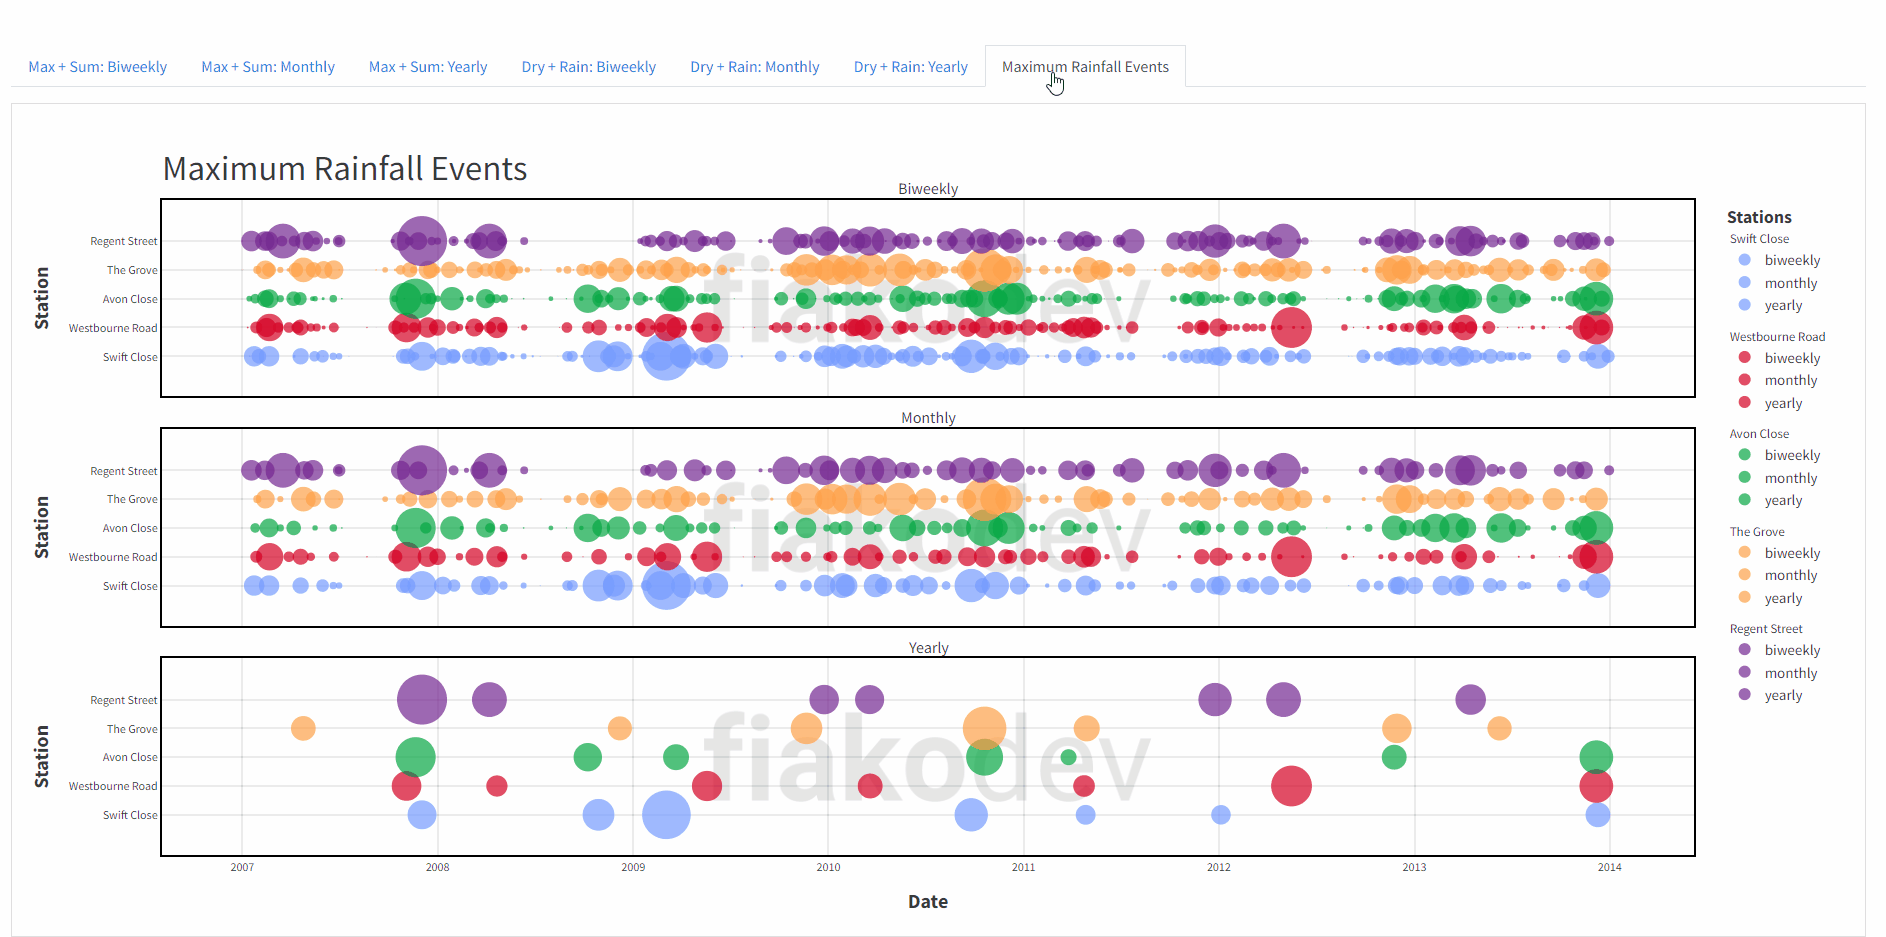 Max + Sum: Biweekly Max + Sum: Monthly Max + Sum: Yearly Dry + Rain: Biweekly Dry + Rain: Monthly Dry + Rain: Yearly Maximum Rainfall Events
Maximum Rainfall Events
Biweekly
Station
Regent Street
The Grove
Avon Close
Westbourne Road
Swift Close
fiakodev
Monthly
Station
Regent Street
The Grove
Avon Close
Westbourne Road
Swift Close
fiakodev
Yearly
Station
Regent Street
The Grove
Avon Close
Westbourne Road
Swift Close
fiakodev
2007 2008 2009 2010 2011 2012 2013 2014
Date
Stations
Swift Close
biweekly
monthly
yearly
Westbourne Road
biweekly
monthly
yearly
Avon Close
biweekly
monthly
yearly
The Grove
biweekly
monthly
yearly
Regent Street
biweekly
monthly
yearly